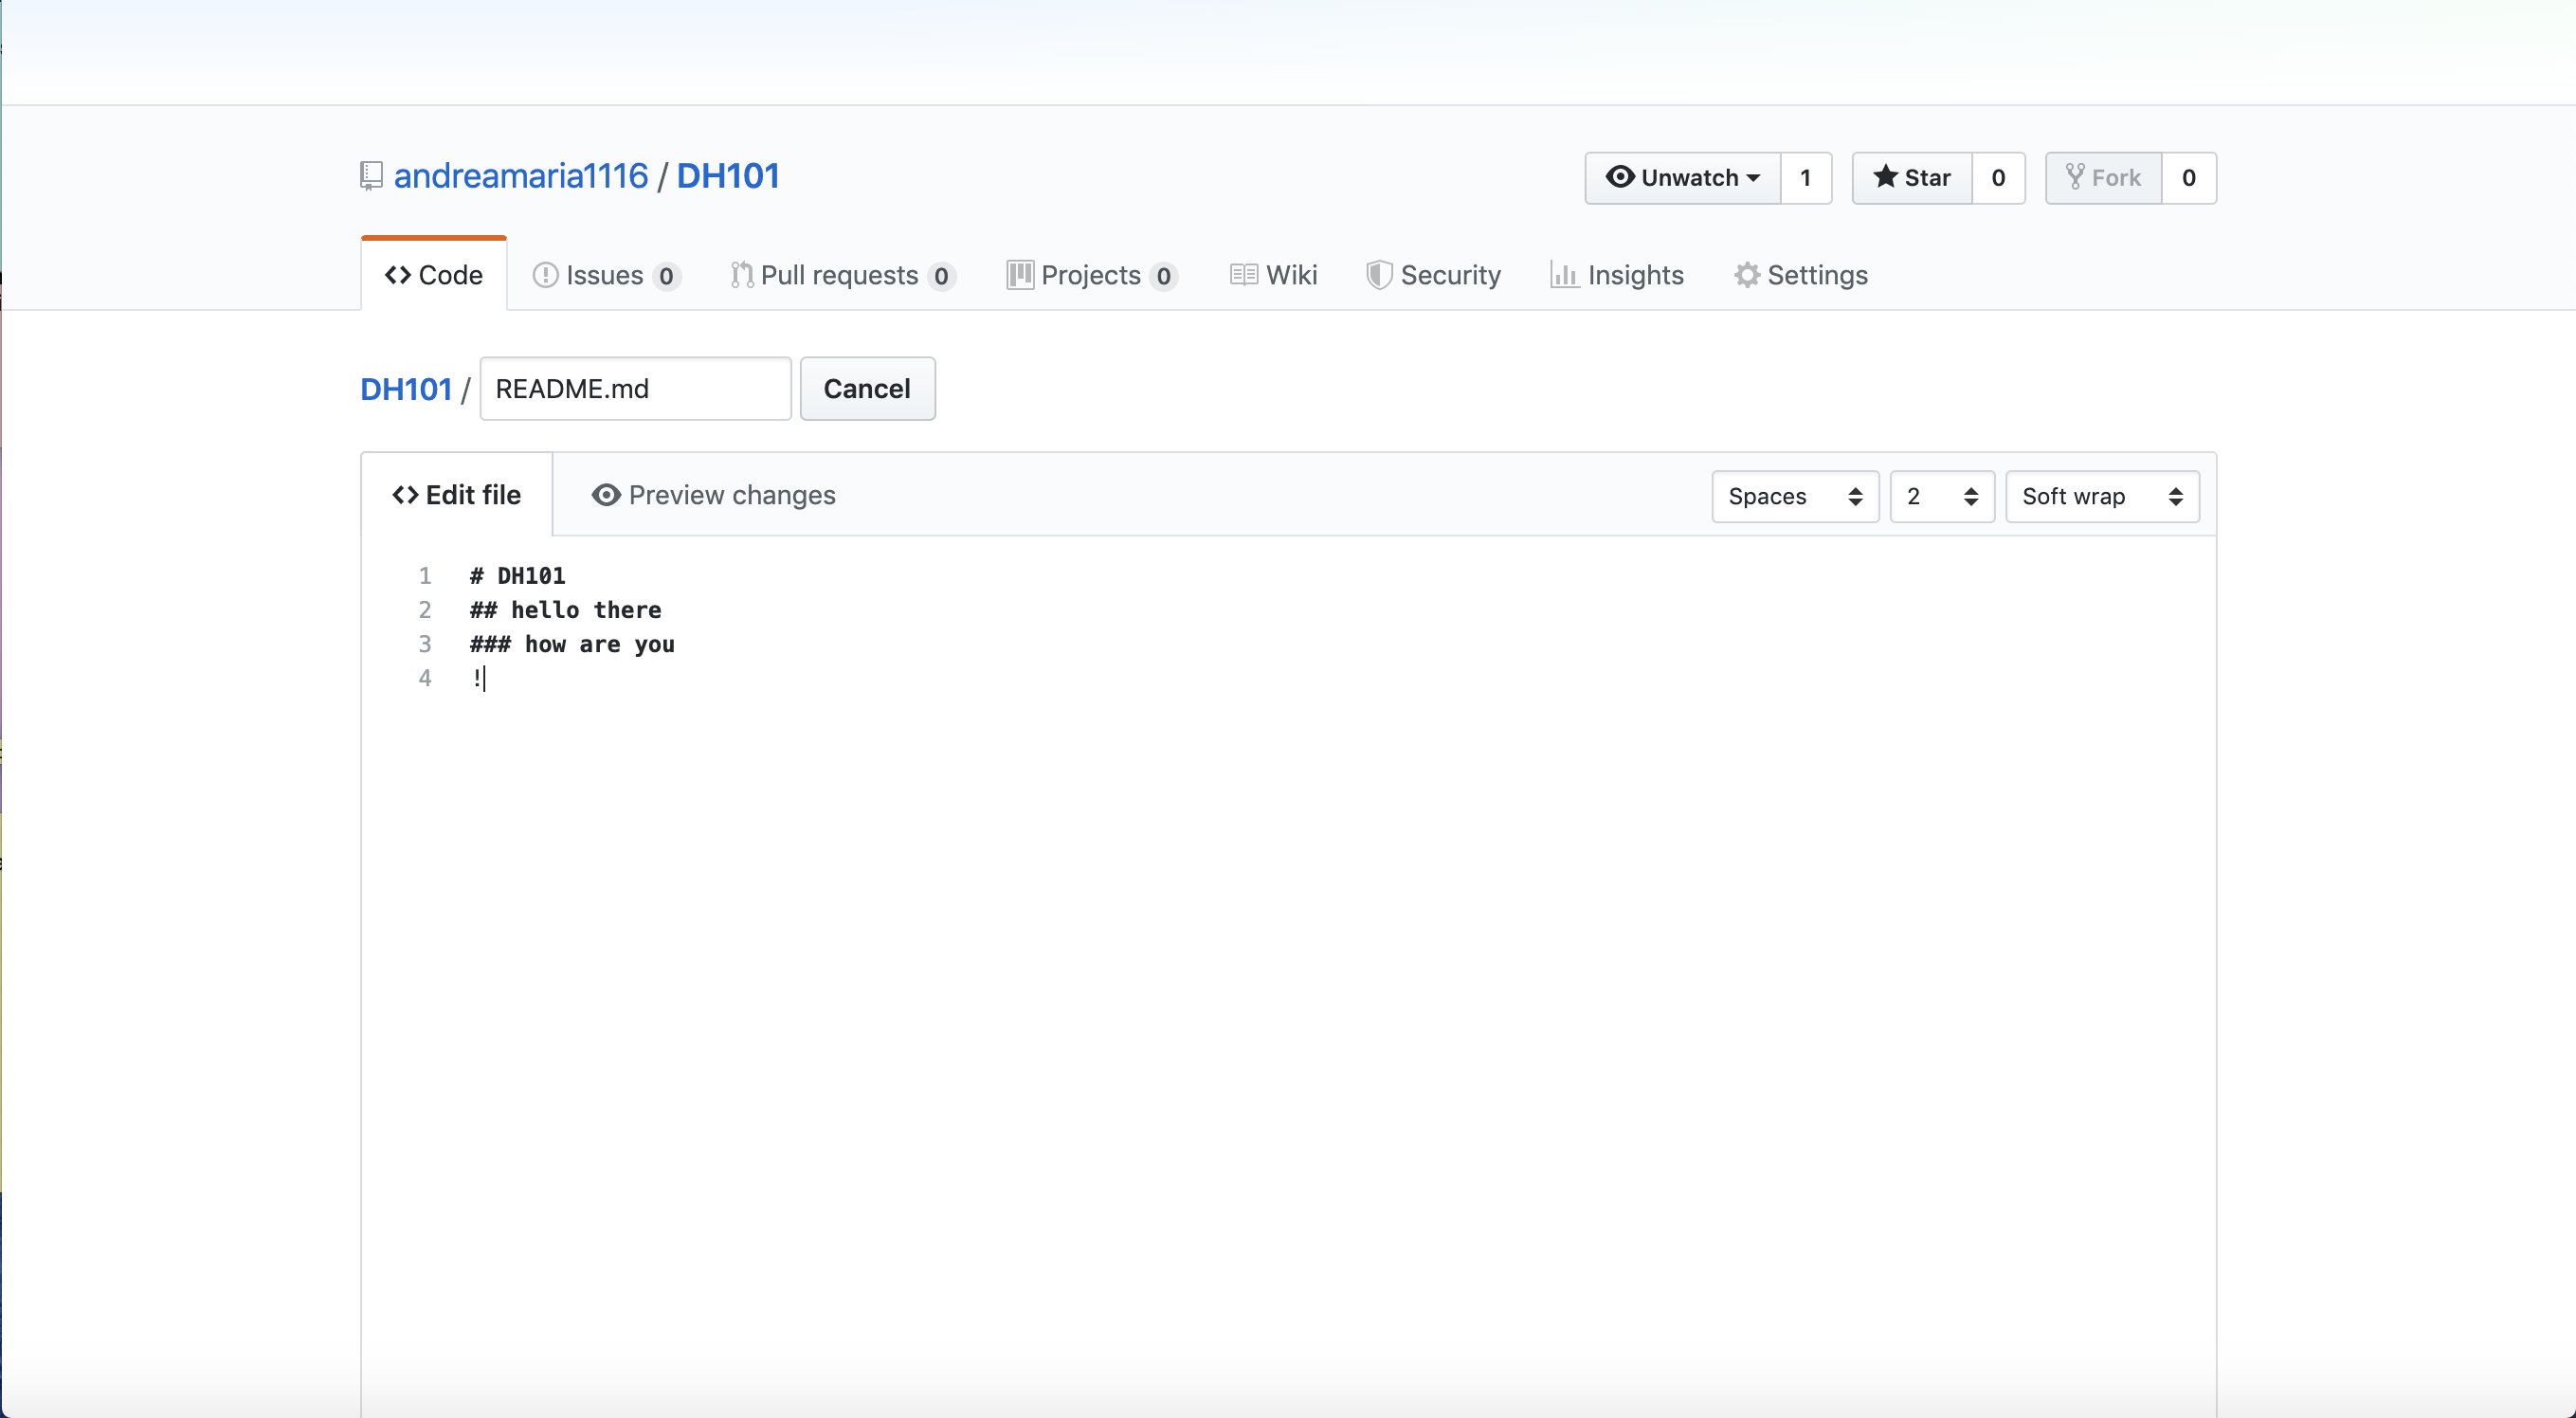 andreamaria1116 / DH101
Unwatch 1 Star 0 Fork 0
Code Issues 0 Pull requests 0 Projects 0 Wiki Security Insights Settings
DH101 / README.md Cancel
Edit file Preview changes Spaces 2 Soft wrap
1 # DH101
2 ## hello there
3 ### how are you
4 !